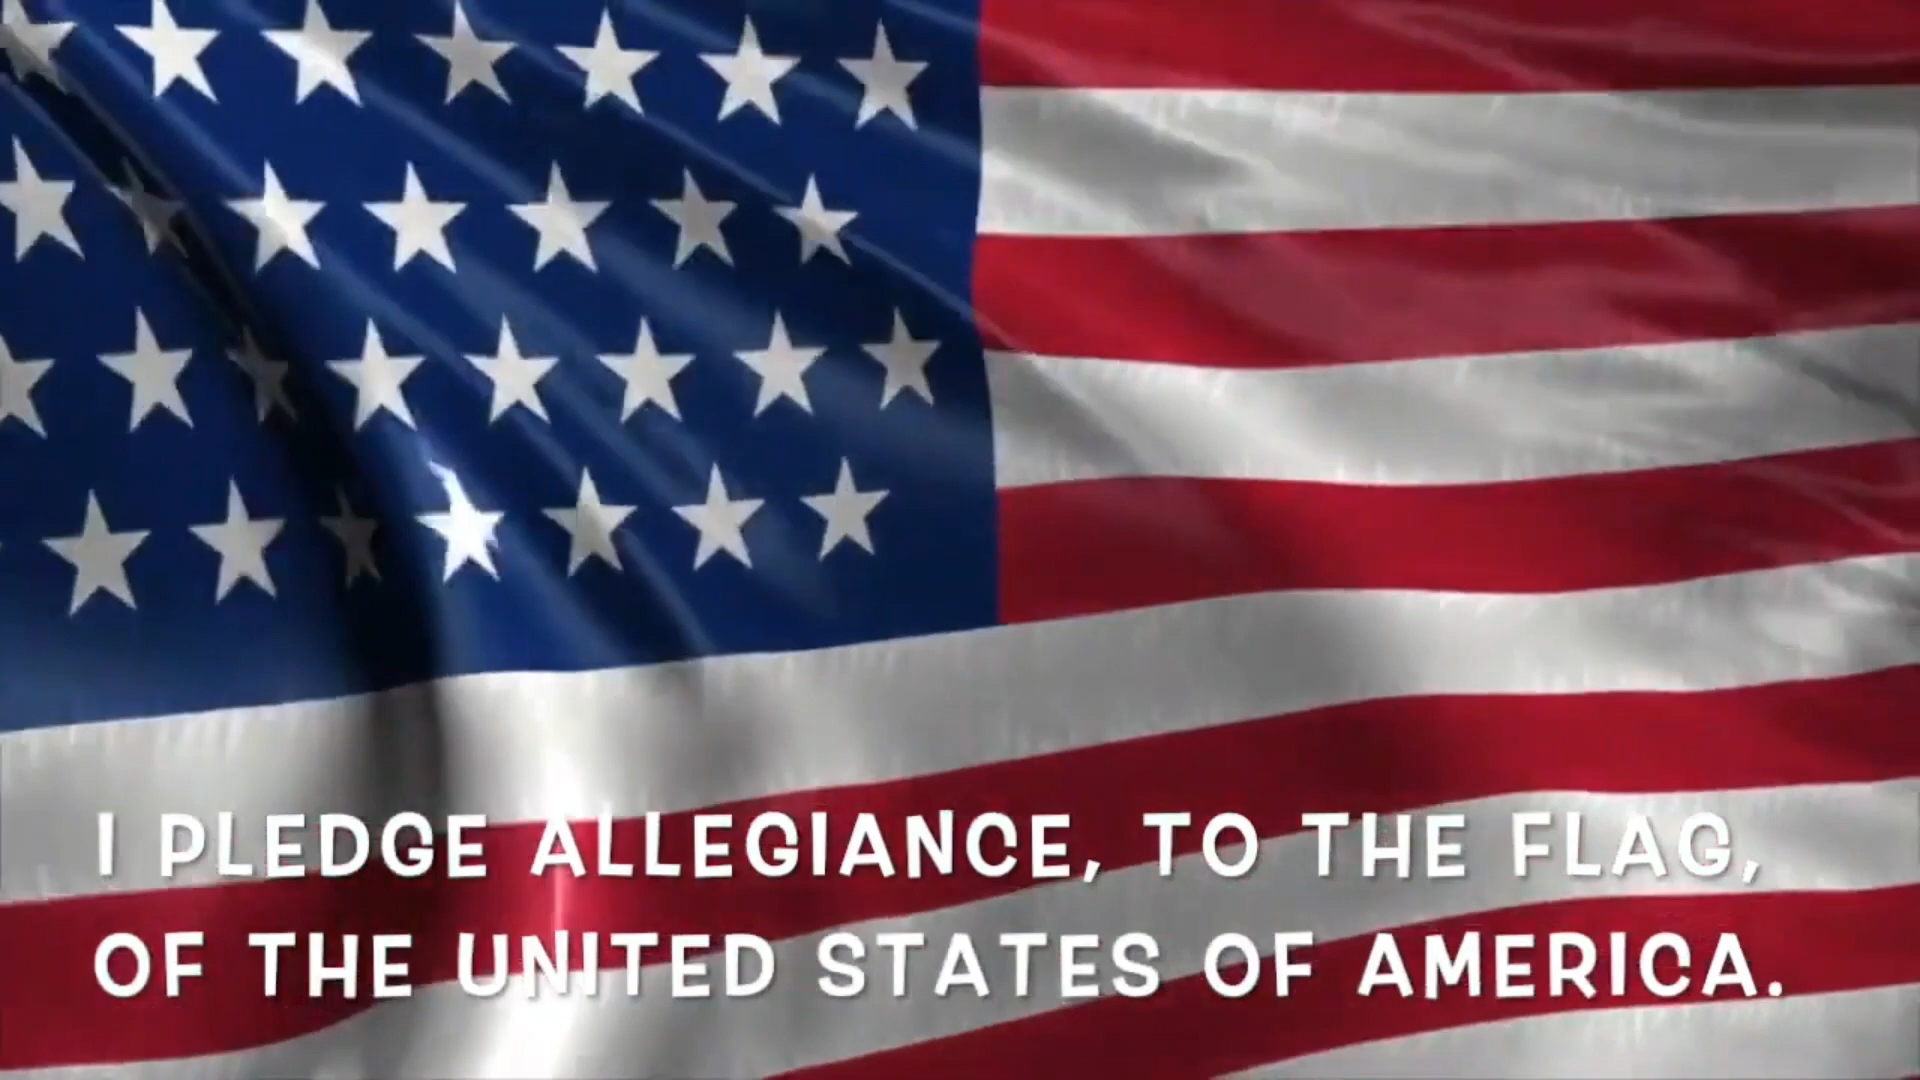 I PLEDGE ALLEGIANCE, TO THE FLAG,
OF THE UNITED STATES OF AMERICA.